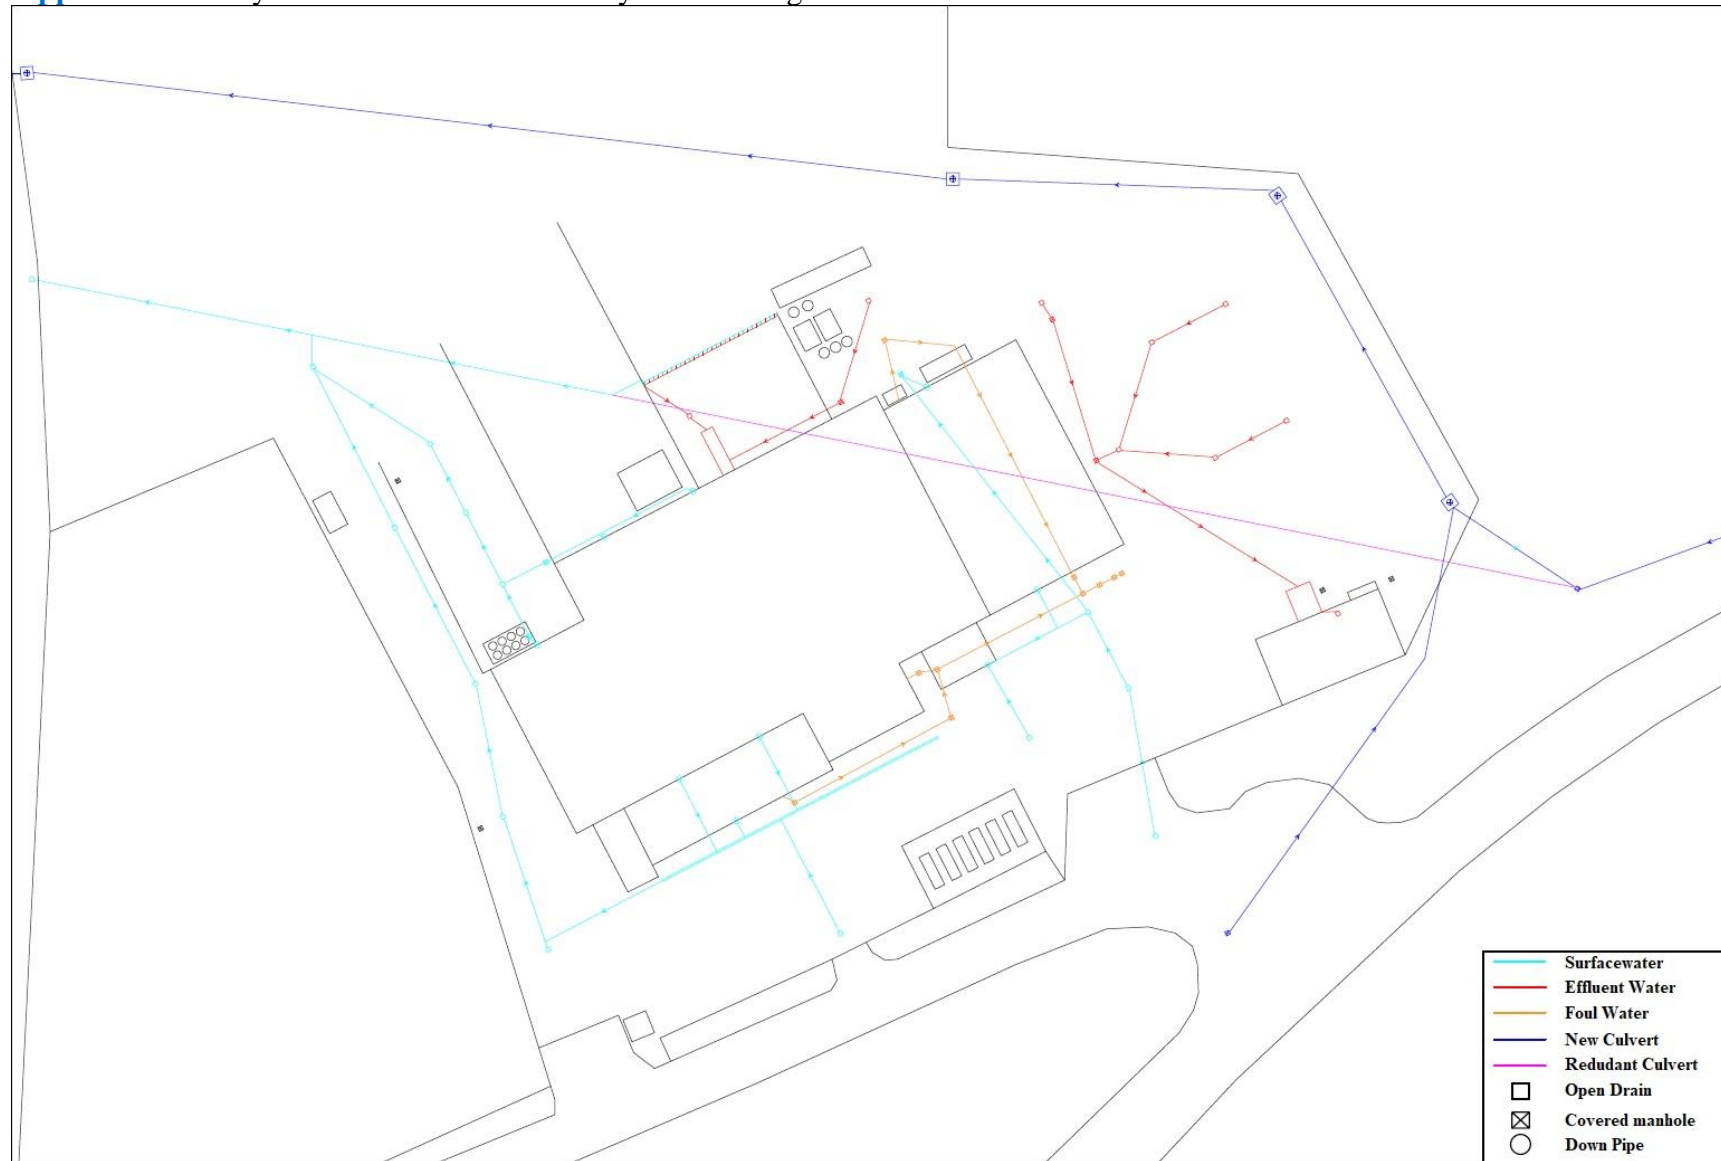 Surfacewater
Effluent Water
Foul Water
New Culvert
Redudant Culvert
Open Drain
Covered manhole
Down Pipe